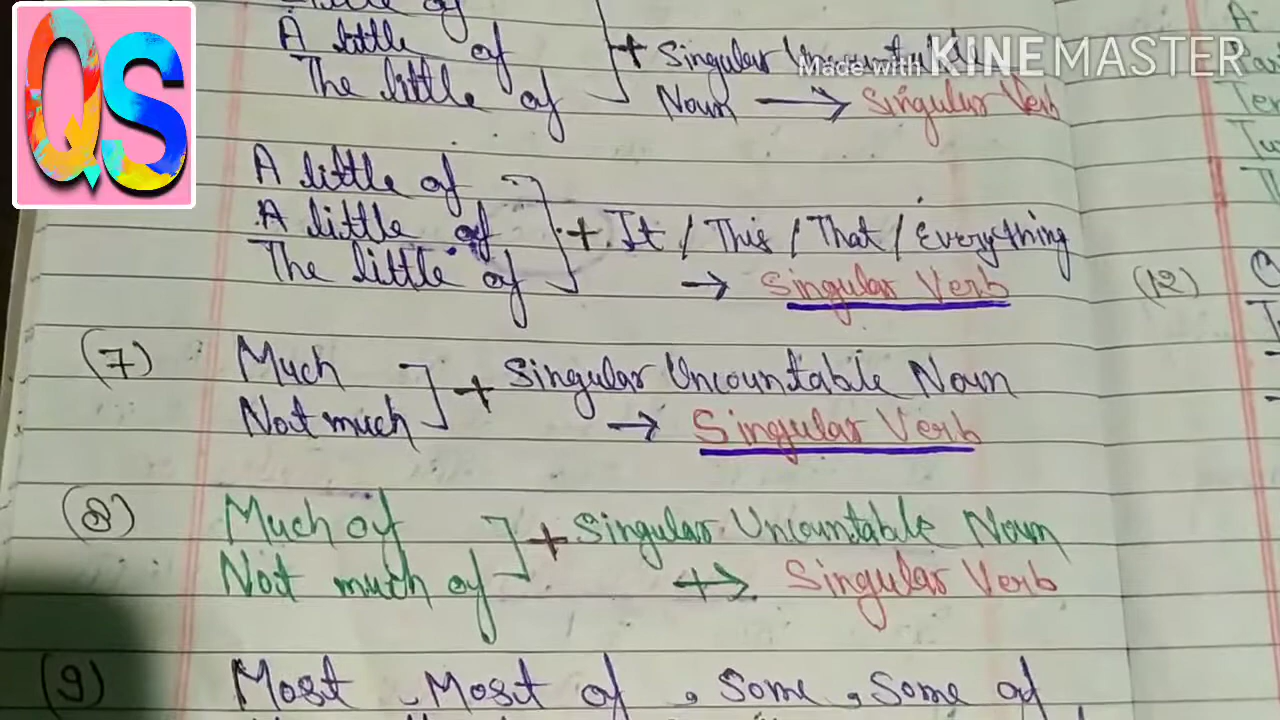 QS
A little of
The little of
+ Singular Uncountable
Made with KINEMASTER
Noun → Singular Verb
A little of
A little of
The little of
+ It / This / That / Everything
→ Singular Verb
(7) Much
Not much
+ Singular Uncountable Noun
→ Singular Verb
(8) Much of
Not much of
+ Singular Uncountable Noun
→ Singular Verb
(9) Most, Most of, Some, Some of
(12)